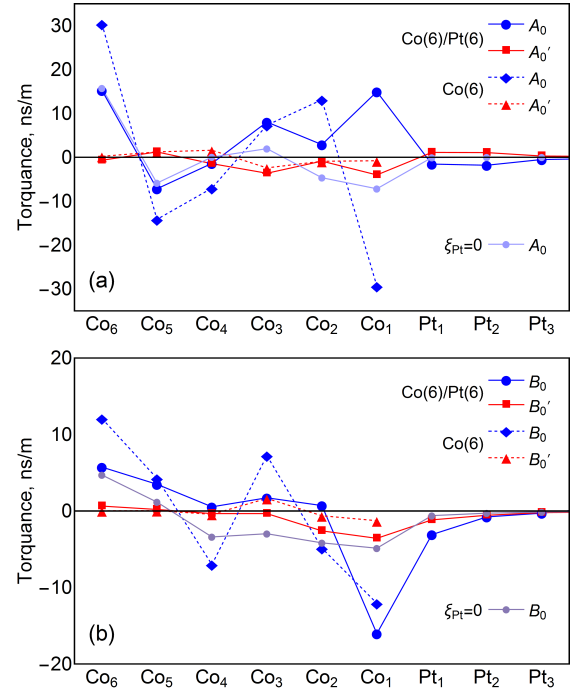 30
20
10
0
−10
−20
−30
Torquance, ns/m
Co(6)/Pt(6)
A₀
A₀′
Co(6)
A₀
A₀′
ξPt=0
A₀
(a)
Co₆ Co₅ Co₄ Co₃ Co₂ Co₁ Pt₁ Pt₂ Pt₃
20
10
0
−10
−20
Torquance, ns/m
Co(6)/Pt(6)
B₀
B₀′
Co(6)
B₀
B₀′
ξPt=0
B₀
(b)
Co₆ Co₅ Co₄ Co₃ Co₂ Co₁ Pt₁ Pt₂ Pt₃